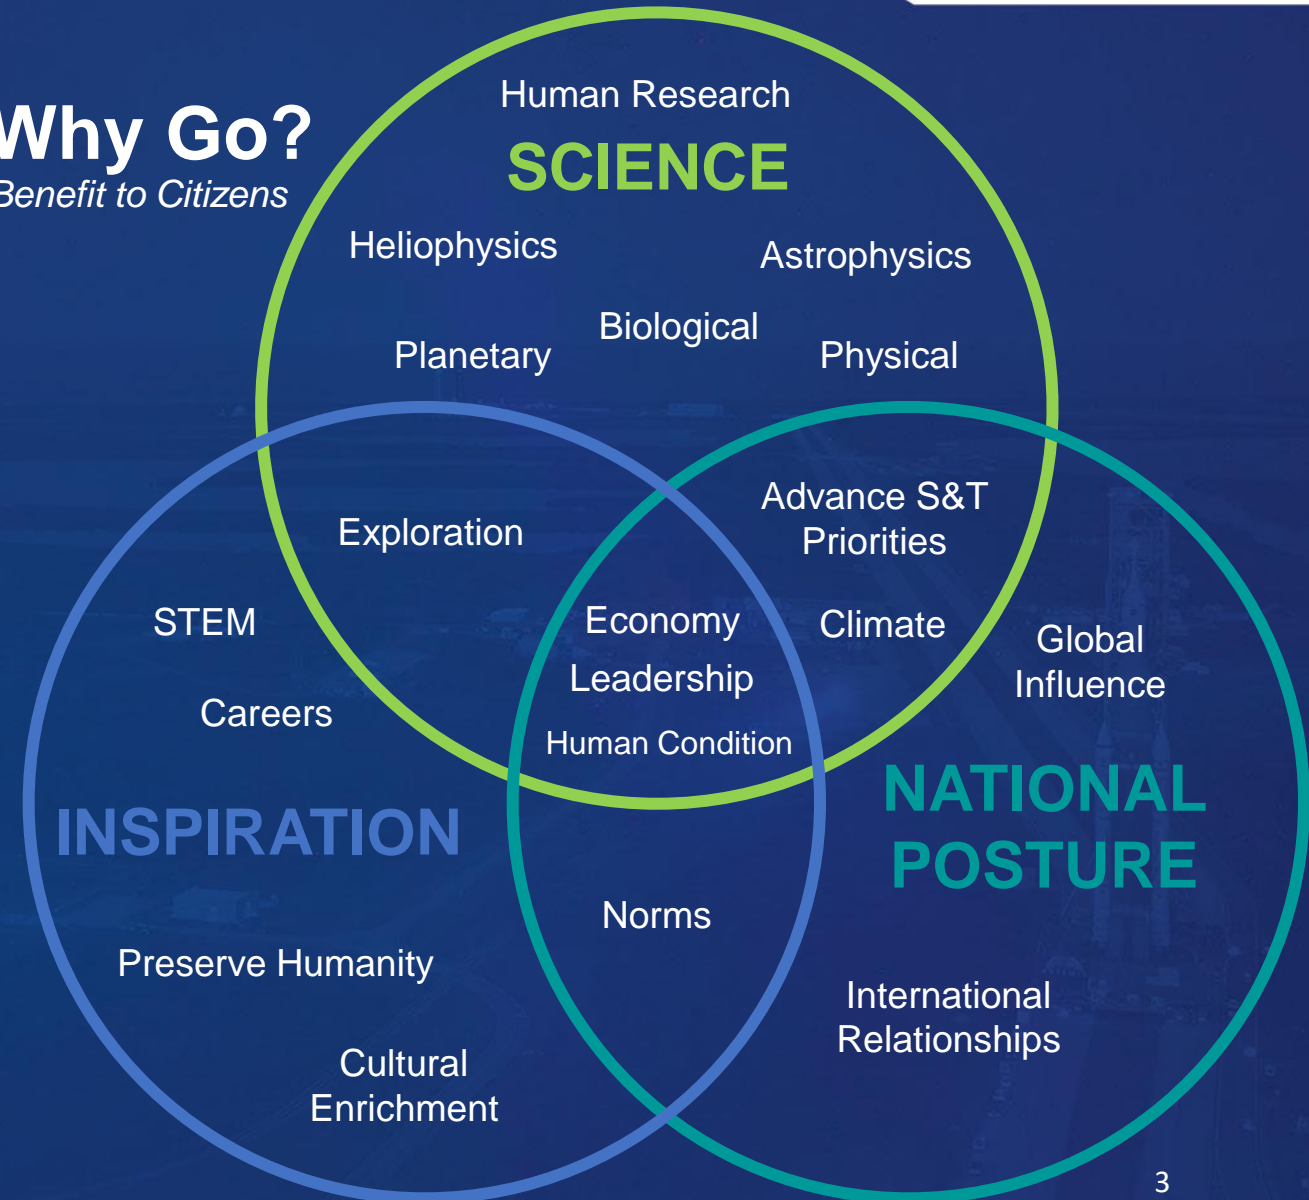 Why Go?
Benefit to Citizens
Human Research
SCIENCE
Heliophysics
Astrophysics
Biological
Planetary
Physical
Exploration
Advance S&T
Priorities
STEM
Economy
Climate
Global
Influence
Leadership
Careers
Human Condition
INSPIRATION
NATIONAL
POSTURE
Norms
Preserve Humanity
International
Relationships
Cultural
Enrichment
3